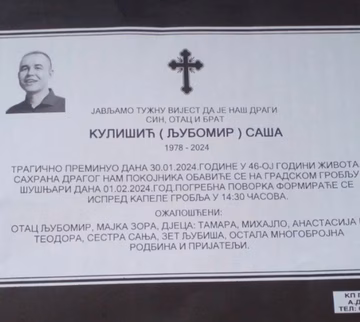 ЈАВЉАМО ТУЖНУ ВИЈЕСТ ДА ЈЕ НАШ ДРАГИ
СИН, ОТАЦ И БРАТ
КУЛИШИЋ ( ЉУБОМИР ) САША
1978 - 2024
ТРАГИЧНО ПРЕМИНУО ДАНА 30.01.2024.ГОДИНЕ У 46-ОЈ ГОДИНИ ЖИВОТА
САХРАНА ДРАГОГ НАМ ПОКОЈНИКА ОБАВИЋЕ СЕ НА ГРАДСКОМ ГРОБЉУ
ШУШЊАРИ ДАНА 01.02.2024.ГОД.ПОГРЕБНА ПОВОРКА ФОРМИРАЋЕ СЕ
ИСПРЕД КАПЕЛЕ ГРОБЉА У 14:30 ЧАСОВА.
ОЖАЛОШЋЕНИ:
ОТАЦ ЉУБОМИР, МАЈКА ЗОРА, ДЈЕЦА: ТАМАРА, МИХАЈЛО, АНАСТАСИЈА И
ТЕОДОРА, СЕСТРА САЊА, ЗЕТ ЉУБИША, ОСТАЛА МНОГОБРОЈНА
РОДБИНА И ПРИЈАТЕЉИ.
КП
А.Д
ТЕЛ: